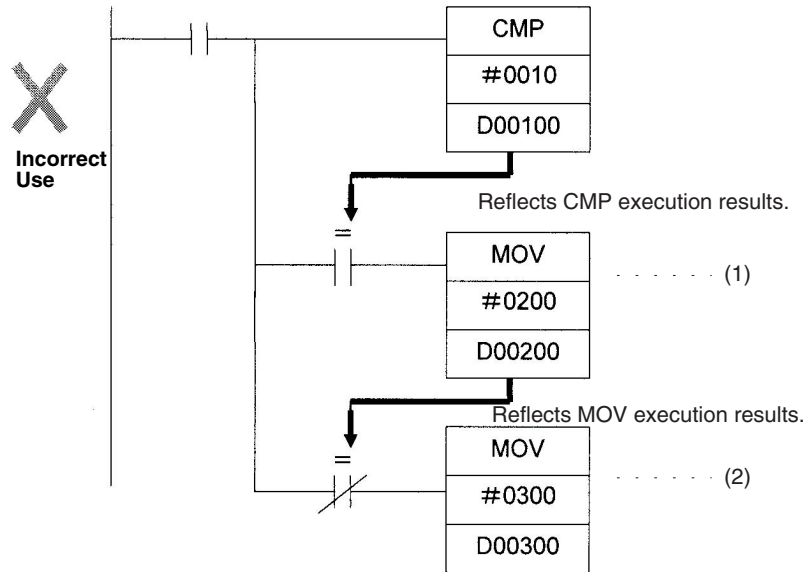 CMP
#0010
D00100
Incorrect
Use
Reflects CMP execution results.
=
MOV
(1)
#0200
D00200
Reflects MOV execution results.
=
MOV
(2)
#0300
D00300